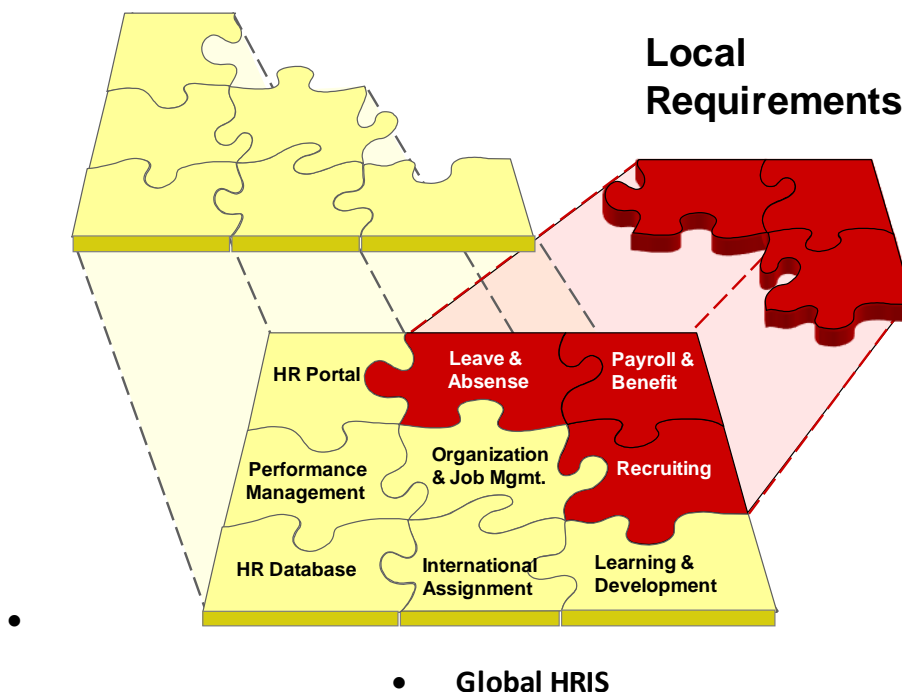 Local
Requirements
HR Portal
Leave &
Absense
Payroll &
Benefit
Performance
Management
Organization
& Job Mgmt.
Recruiting
HR Database
International
Assignment
Learning &
Development
• 
• Global HRIS